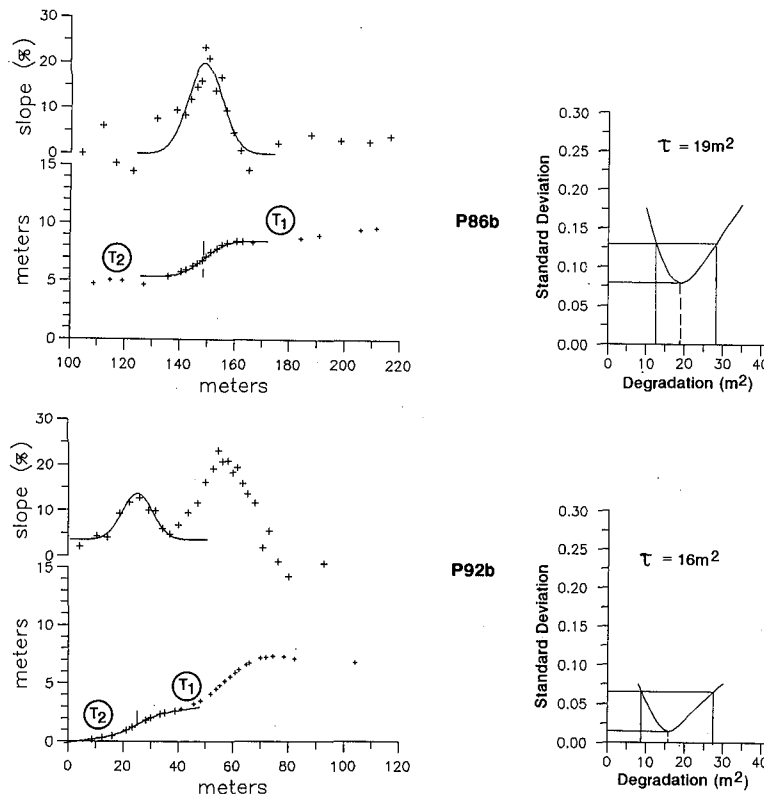 slope (%)
30
20
10
0
meters
15
10
5
0
T2
T1
100 120 140 160 180 200 220
meters
P86b
Standard Deviation
0.30
0.25
0.20
0.15
0.10
0.05
0.00
τ = 19m²
0 10 20 30 40
Degradation (m²)
slope (%)
30
20
10
0
meters
15
10
5
0
T2
T1
0 20 40 60 80 100 120
meters
P92b
Standard Deviation
0.30
0.25
0.20
0.15
0.10
0.05
0.00
τ = 16m²
0 10 20 30 40
Degradation (m²)